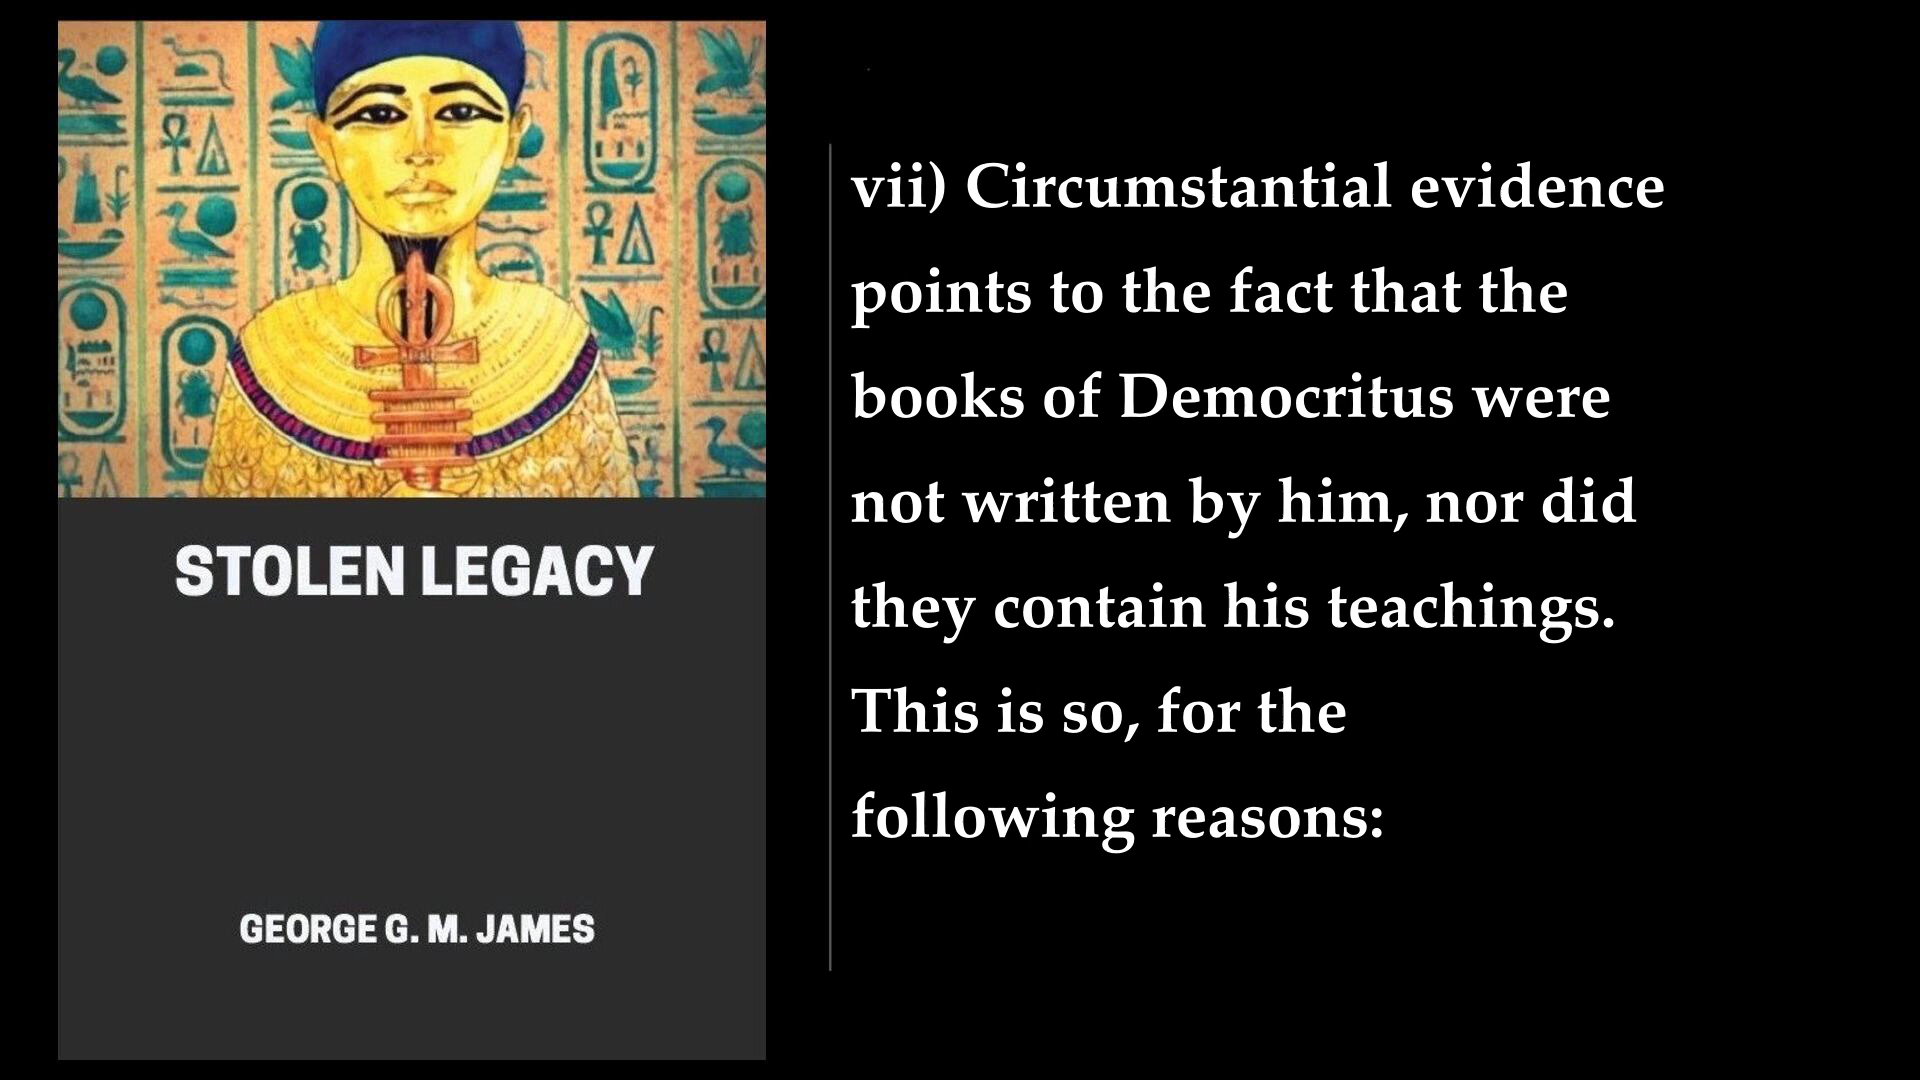 STOLEN LEGACY
GEORGE G. M. JAMES
vii) Circumstantial evidence
points to the fact that the
books of Democritus were
not written by him, nor did
they contain his teachings.
This is so, for the
following reasons: